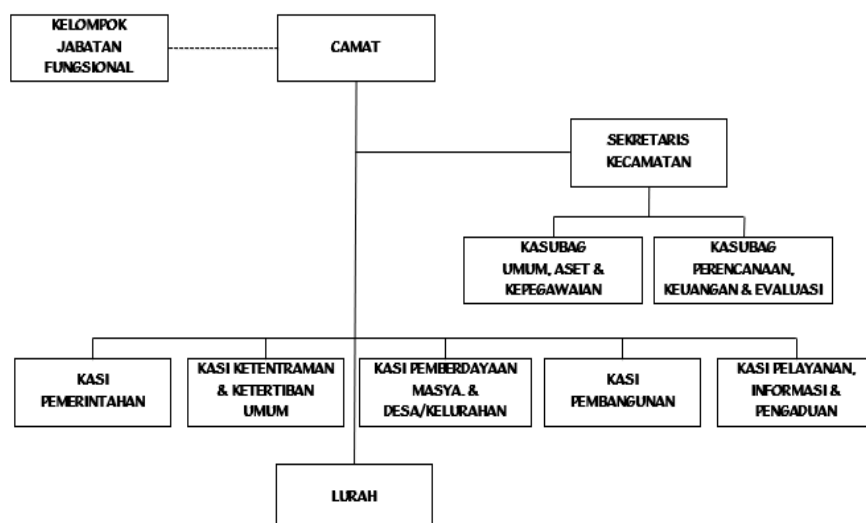 KELOMPOK
JABATAN
FUNGSIONAL
CAMAT
SEKRETARIS
KECAMATAN
KASUBAG
UMUM, ASET &
KEPEGAWAIAN
KASUBAG
PERENCANAAN,
KEUANGAN & EVALUASI
KASI
PEMERINTAHAN
KASI KETENTRAMAN
& KETERTIBAN
UMUM
KASI PEMBERDAYAAN
MASYA. &
DESA/KELURAHAN
KASI
PEMBANGUNAN
KASI PELAYANAN,
INFORMASI &
PENGADUAN
LURAH